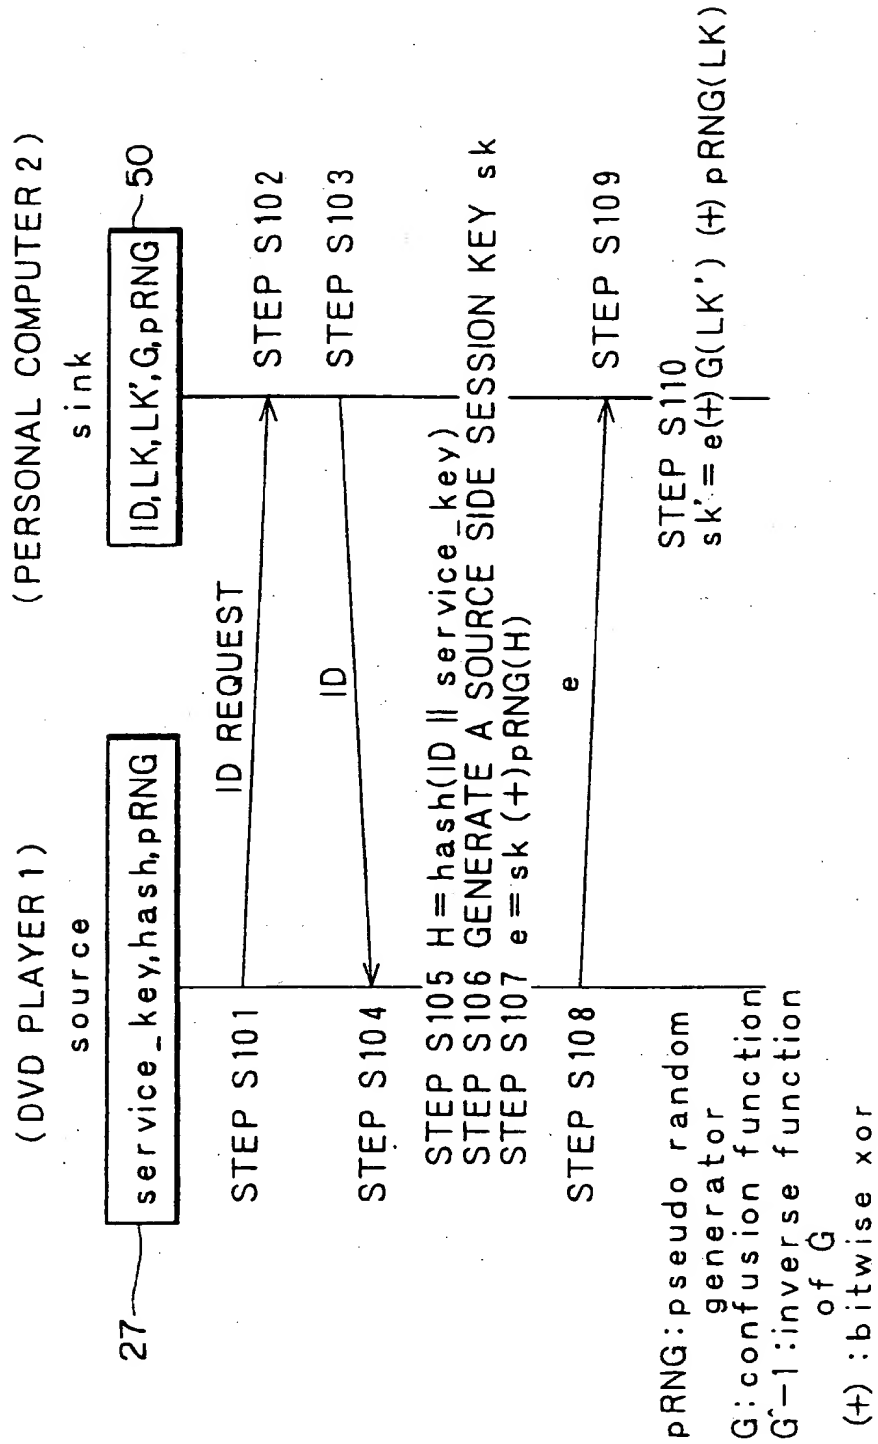 (DVD PLAYER 1)
(PERSONAL COMPUTER 2)
source
sink
27
service_key,hash,pRNG
ID,LK,LK',G,pRNG
50
STEP S101
ID REQUEST
STEP S102
STEP S103
ID
STEP S104
STEP S105 H=hash(ID || service_key)
STEP S106 GENERATE A SOURCE SIDE SESSION KEY sk
STEP S107 e=sk (+)pRNG(H)
STEP S108
e
STEP S109
STEP S110
sk'=e(+) G(LK') (+) pRNG(LK)
pRNG:pseudo random
generator
G:confusion function
G^-1:inverse function
of G
(+) :bitwise xor